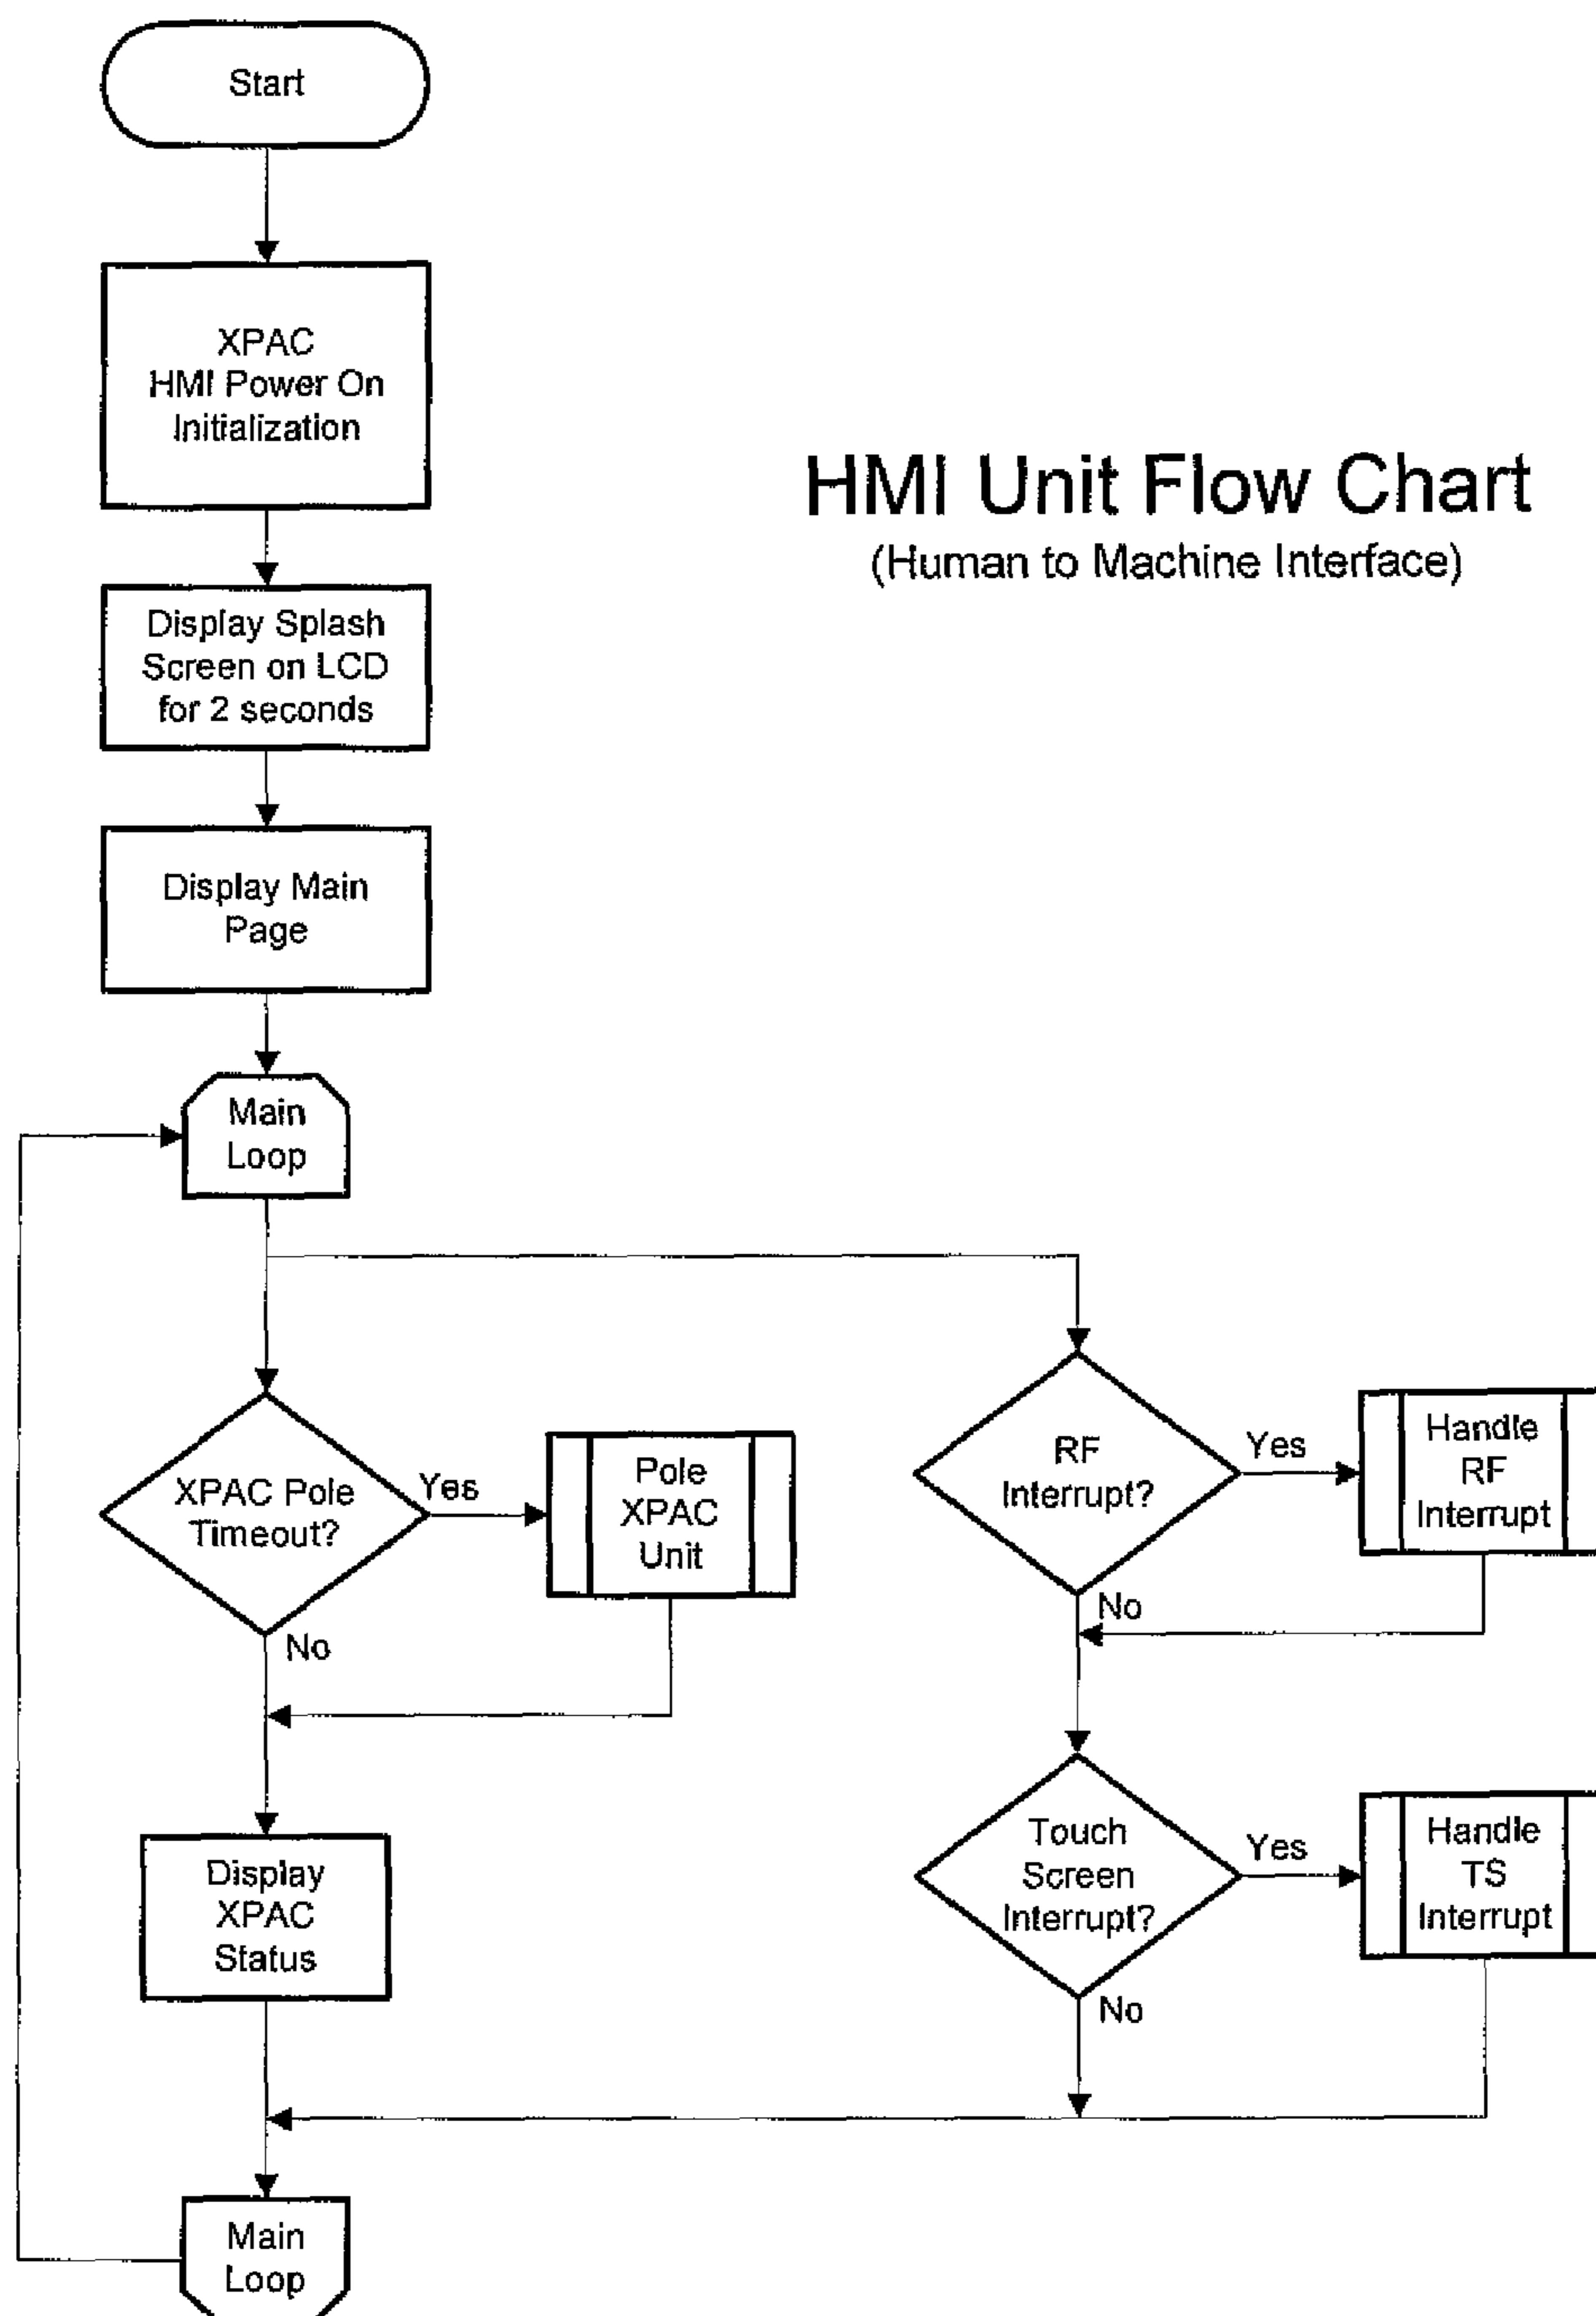 Start
XPAC
HMI Power On
Initialization
HMI Unit Flow Chart
(Human to Machine Interface)
Display Splash
Screen on LCD
for 2 seconds
Display Main
Page
Main
Loop
XPAC Pole
Timeout?
Yes
No
Pole
XPAC
Unit
RF
Interrupt?
Yes
No
Handle
RF
Interrupt
Display
XPAC
Status
Touch
Screen
Interrupt?
Yes
No
Handle
TS
Interrupt
Main
Loop